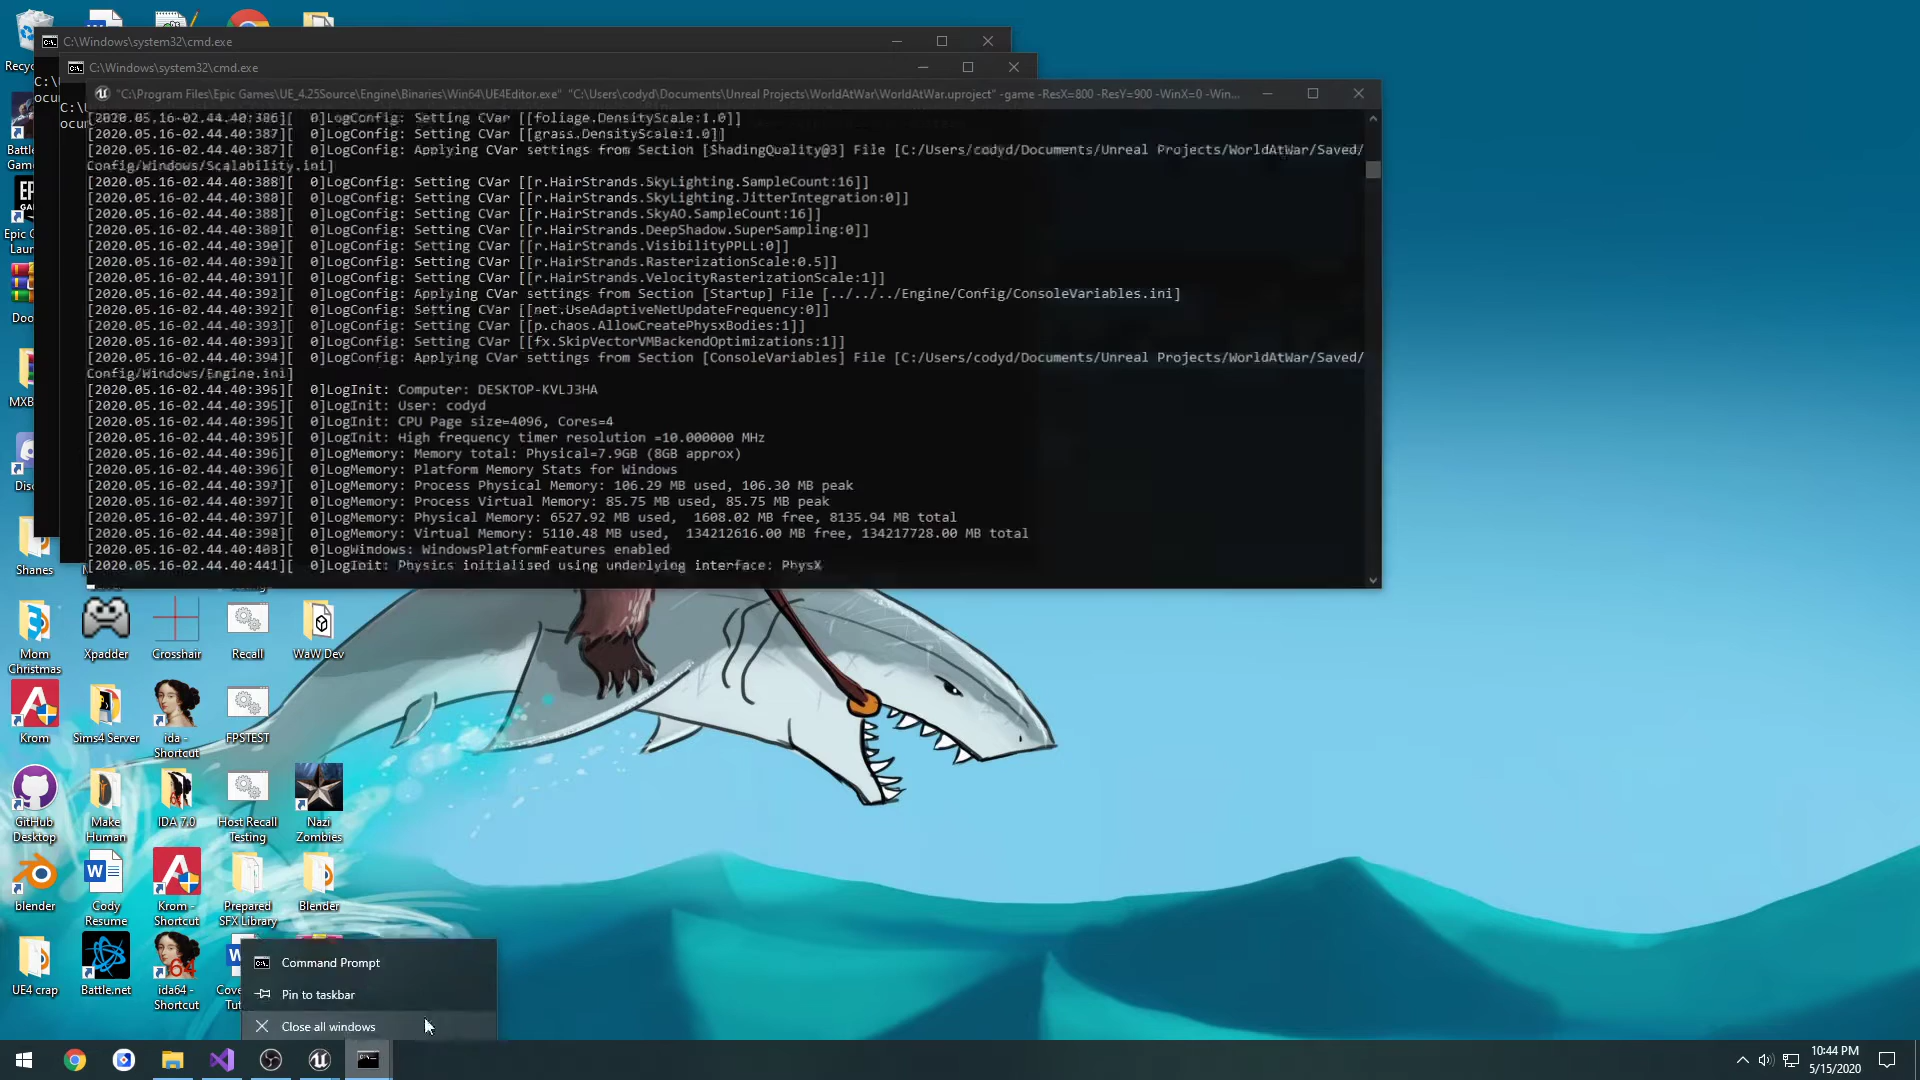 C:\Windows\system32\cmd.exe
C:\Windows\system32\cmd.exe
"C:\Program Files\Epic Games\UE_4.25Source\Engine\Binaries\Win64\UE4Editor.exe" "C:\Users\codyd\Documents\Unreal Projects\WorldAtWar\WorldAtWar.uproject" -game -ResX=800 -ResY=900 -WinX=0 -Win...
[2020.05.16-02.44.40:386][  0]LogConfig: Setting CVar [[foliage.DensityScale:1.0]]
[2020.05.16-02.44.40:387][  0]LogConfig: Setting CVar [[grass.DensityScale:1.0]]
[2020.05.16-02.44.40:387][  0]LogConfig: Applying CVar settings from Section [ShadingQuality@3] File [C:/Users/codyd/Documents/Unreal Projects/WorldAtWar/Saved/
Config/Windows/Scalability.ini]
[2020.05.16-02.44.40:388][  0]LogConfig: Setting CVar [[r.HairStrands.SkyLighting.SampleCount:16]]
[2020.05.16-02.44.40:388][  0]LogConfig: Setting CVar [[r.HairStrands.SkyLighting.JitterIntegration:0]]
[2020.05.16-02.44.40:388][  0]LogConfig: Setting CVar [[r.HairStrands.SkyAO.SampleCount:16]]
[2020.05.16-02.44.40:389][  0]LogConfig: Setting CVar [[r.HairStrands.DeepShadow.SuperSampling:0]]
[2020.05.16-02.44.40:390][  0]LogConfig: Setting CVar [[r.HairStrands.VisibilityPPLL:0]]
[2020.05.16-02.44.40:391][  0]LogConfig: Setting CVar [[r.HairStrands.RasterizationScale:0.5]]
[2020.05.16-02.44.40:391][  0]LogConfig: Setting CVar [[r.HairStrands.VelocityRasterizationScale:1]]
[2020.05.16-02.44.40:392][  0]LogConfig: Applying CVar settings from Section [Startup] File [../../../Engine/Config/ConsoleVariables.ini]
[2020.05.16-02.44.40:392][  0]LogConfig: Setting CVar [[net.UseAdaptiveNetUpdateFrequency:0]]
[2020.05.16-02.44.40:393][  0]LogConfig: Setting CVar [[p.chaos.AllowCreatePhysxBodies:1]]
[2020.05.16-02.44.40:393][  0]LogConfig: Setting CVar [[fx.SkipVectorVMBackendOptimizations:1]]
[2020.05.16-02.44.40:394][  0]LogConfig: Applying CVar settings from Section [ConsoleVariables] File [C:/Users/codyd/Documents/Unreal Projects/WorldAtWar/Saved/
Config/Windows/Engine.ini]
[2020.05.16-02.44.40:395][  0]LogInit: Computer: DESKTOP-KVLJ3HA
[2020.05.16-02.44.40:395][  0]LogInit: User: codyd
[2020.05.16-02.44.40:395][  0]LogInit: CPU Page size=4096, Cores=4
[2020.05.16-02.44.40:395][  0]LogInit: High frequency timer resolution =10.000000 MHz
[2020.05.16-02.44.40:396][  0]LogMemory: Memory total: Physical=7.9GB (8GB approx)
[2020.05.16-02.44.40:396][  0]LogMemory: Platform Memory Stats for Windows
[2020.05.16-02.44.40:397][  0]LogMemory: Process Physical Memory: 106.29 MB used, 106.30 MB peak
[2020.05.16-02.44.40:397][  0]LogMemory: Process Virtual Memory: 85.75 MB used, 85.75 MB peak
[2020.05.16-02.44.40:397][  0]LogMemory: Physical Memory: 6527.92 MB used,  1608.02 MB free, 8135.94 MB total
[2020.05.16-02.44.40:398][  0]LogMemory: Virtual Memory: 5110.48 MB used,  134212616.00 MB free, 134217728.00 MB total
[2020.05.16-02.44.40:403][  0]LogWindows: WindowsPlatformFeatures enabled
[2020.05.16-02.44.40:441][  0]LogInit: Physics initialised using underlying interface: PhysX
Shanes
Mom Christmas
Xpadder
Crosshair
Recall
WaW Dev
Krom
Sims4 Server
ida - Shortcut
FPSTEST
GitHub Desktop
Make Human
IDA 7.0
Host Recall Testing
Nazi Zombies
blender
Cody Resume
Krom - Shortcut
Prepared SFX Library
Blender
UE4 crap
Battle.net
ida64 - Shortcut
Command Prompt
Pin to taskbar
Close all windows
10:44 PM
5/15/2020